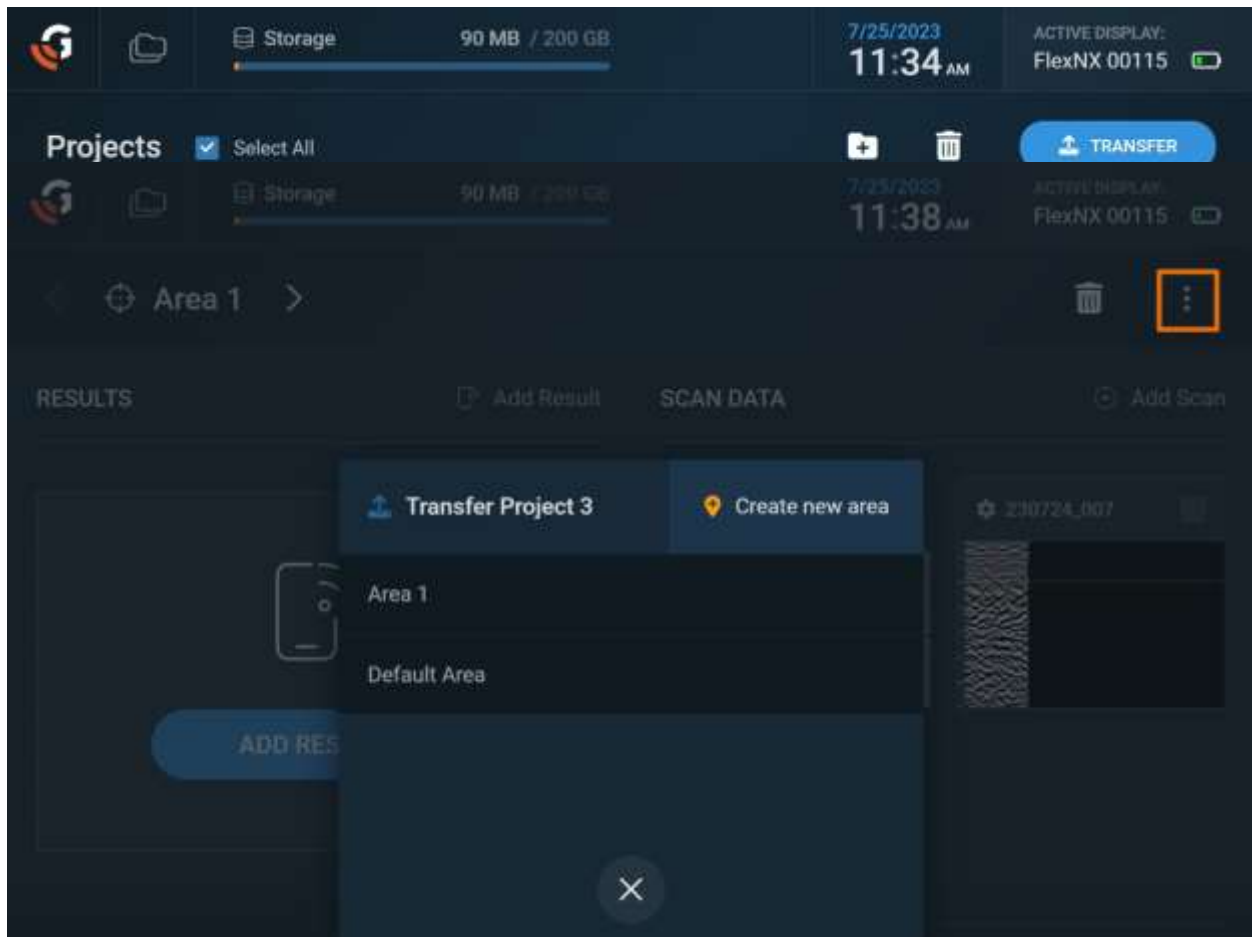 Storage 90 MB / 200 GB
7/25/2023
11:34 AM
ACTIVE DISPLAY:
FlexNX 00115
Projects Select All TRANSFER
Storage 90 MB / 200 GB
7/25/2023
11:38 AM
ACTIVE DISPLAY:
FlexNX 00115
Area 1
RESULTS Add Result SCAN DATA Add Scan
Transfer Project 3 Create new area
230724_007
Area 1
Default Area
ADD RES